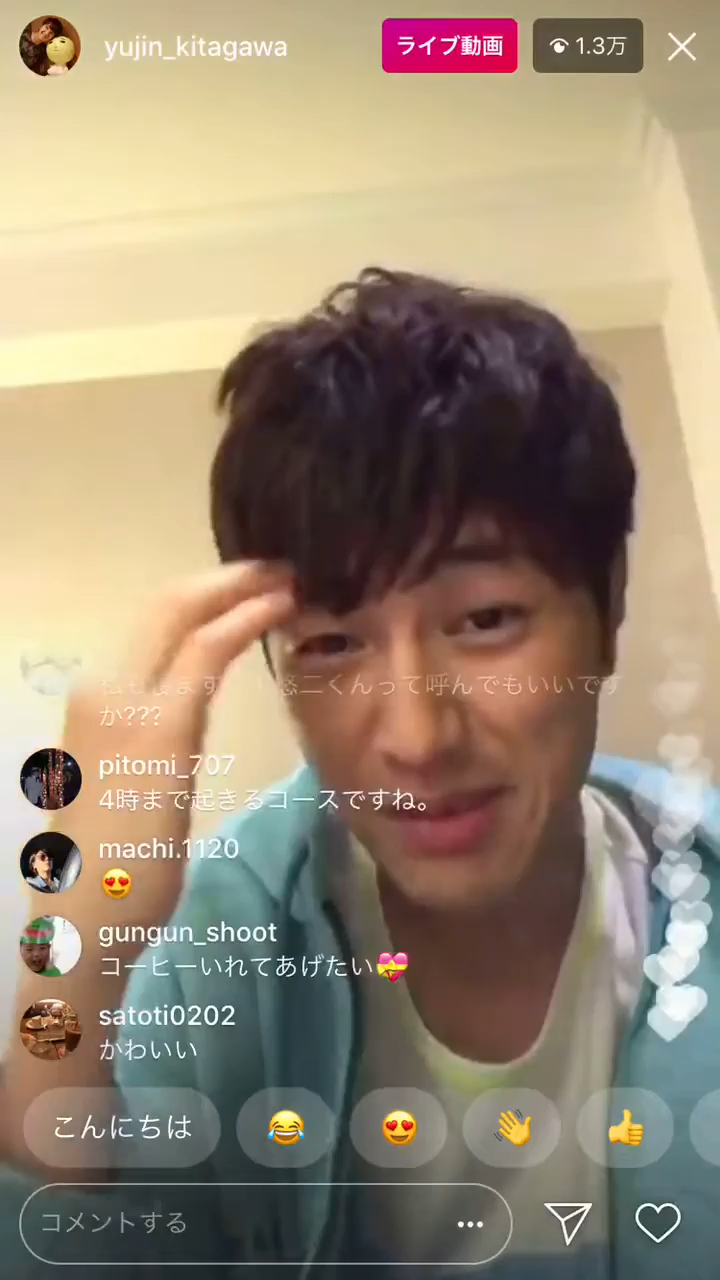 yujin_kitagawa
ライブ動画
1.3万
悠二くんって呼んでもいいです
か???
pitomi_707
4時まで起きるコースですね。
machi.1120
😍
gungun_shoot
コーヒーいれてあげたい💝
satoti0202
かわいい
こんにちは 😂 😍 👋 👍
コメントする